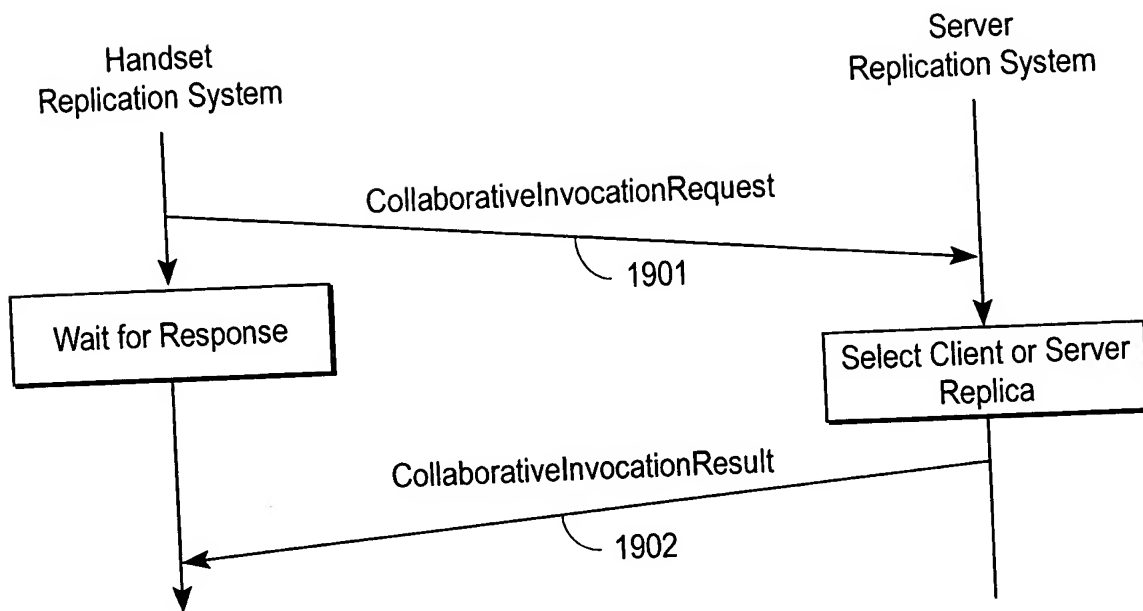 Handset
Replication System
Server
Replication System
CollaborativeInvocationRequest
1901
Wait for Response
Select Client or Server
Replica
CollaborativeInvocationResult
1902